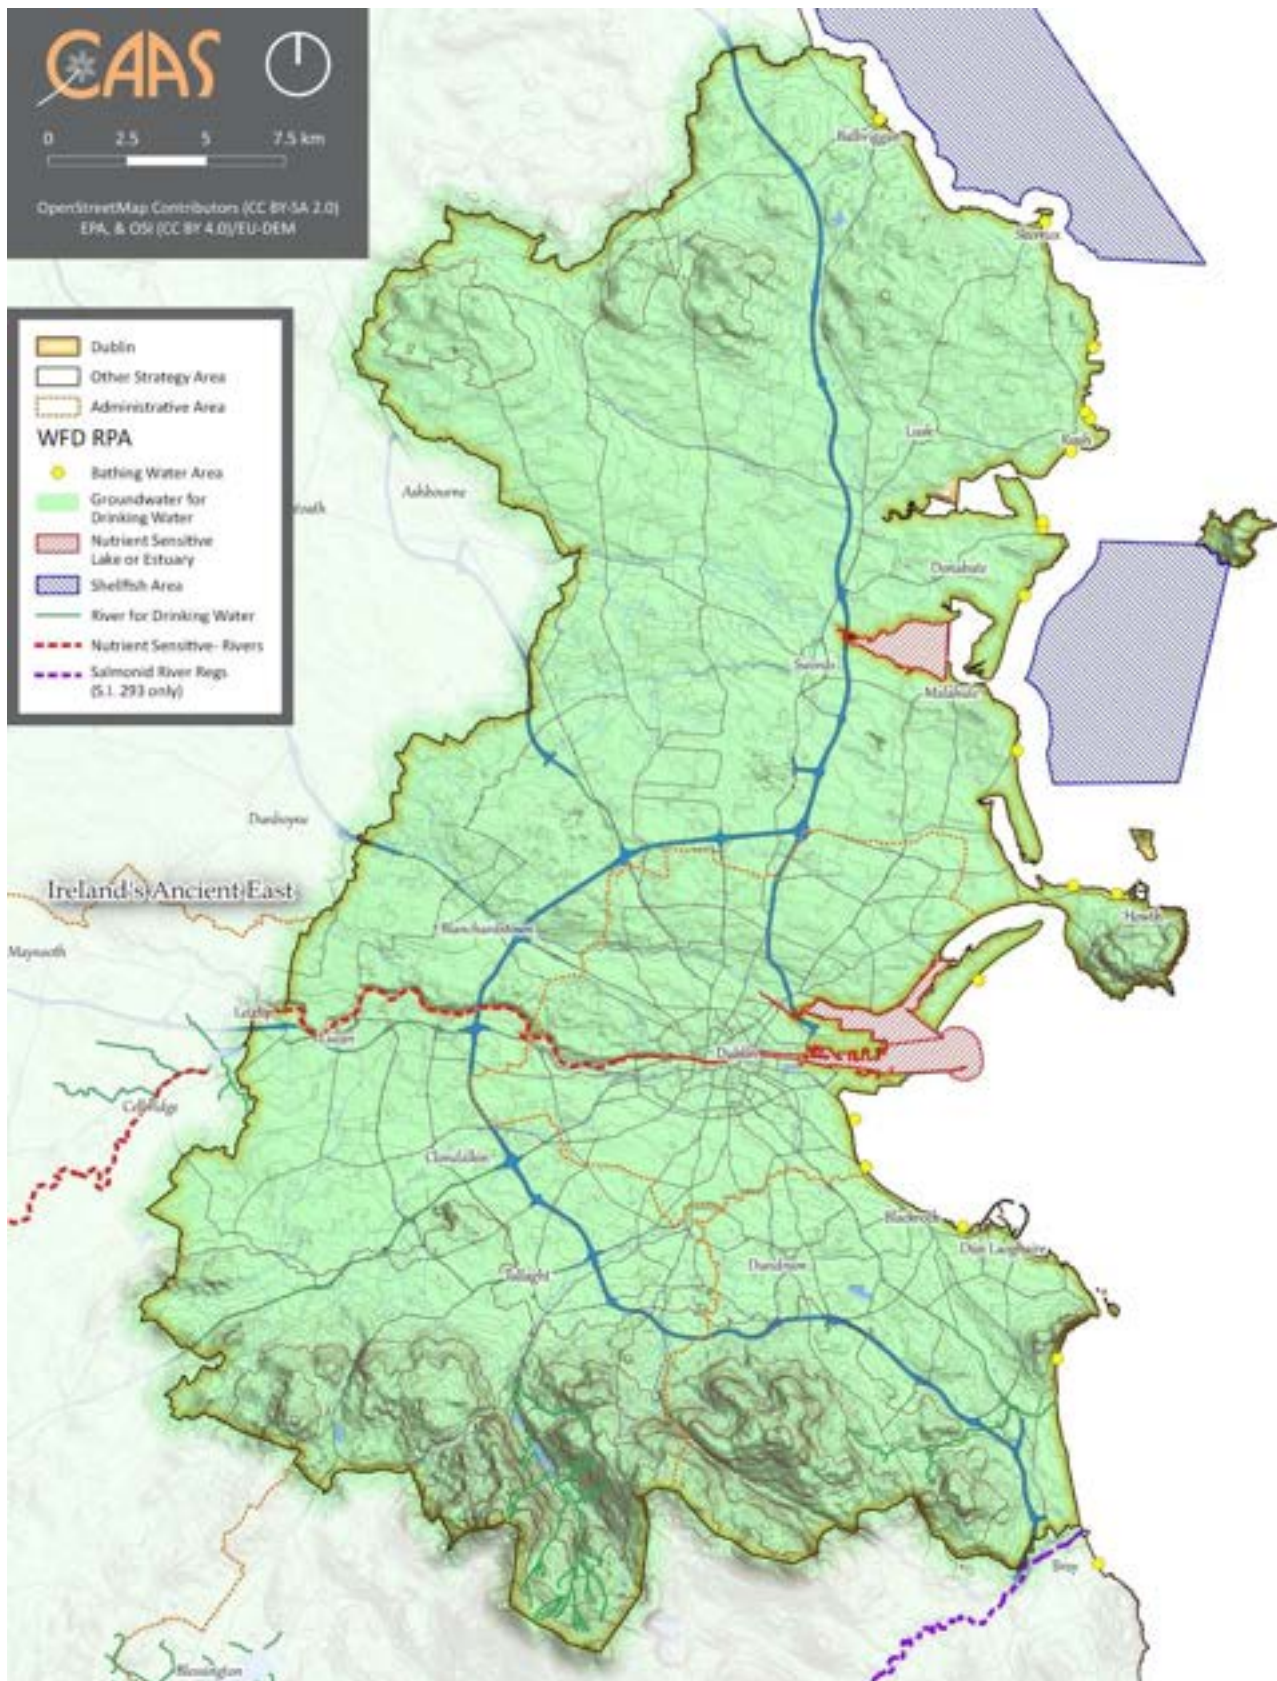 CAAS
0 2.5 5 7.5 km
OpenStreetMap Contributors (CC BY-SA 2.0)
EPA, & OSi (CC BY 4.0)/EU-DEM
Dublin
Other Strategy Area
Administrative Area
WFD RPA
Bathing Water Area
Groundwater for
Drinking Water
Nutrient Sensitive
Lake or Estuary
Shellfish Area
River for Drinking Water
Nutrient Sensitive- Rivers
Salmonid River Regs
(S.I. 293 only)
Balbriggan
Skerries
Lusk
Rush
Ashbourne
Donabate
Swords
Malahide
Dunboyne
Ireland's Ancient East
Blanchardstown
Howth
Maynooth
Leixlip
Lucan
Dublin
Celbridge
Clondalkin
Blackrock
Dún Laoghaire
Dundrum
Tallaght
Bray
Blessington